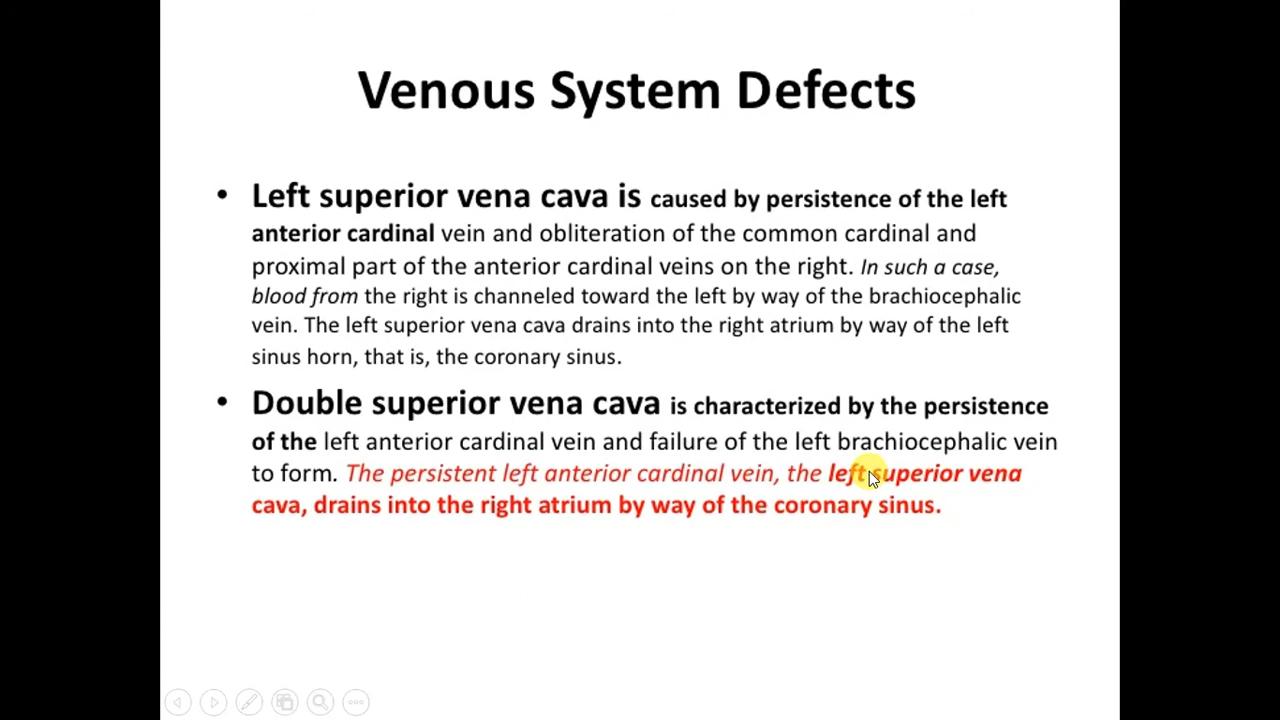 Venous System Defects
• Left superior vena cava is caused by persistence of the left
anterior cardinal vein and obliteration of the common cardinal and
proximal part of the anterior cardinal veins on the right. In such a case,
blood from the right is channeled toward the left by way of the brachiocephalic
vein. The left superior vena cava drains into the right atrium by way of the left
sinus horn, that is, the coronary sinus.
• Double superior vena cava is characterized by the persistence
of the left anterior cardinal vein and failure of the left brachiocephalic vein
to form. The persistent left anterior cardinal vein, the left superior vena
cava, drains into the right atrium by way of the coronary sinus.